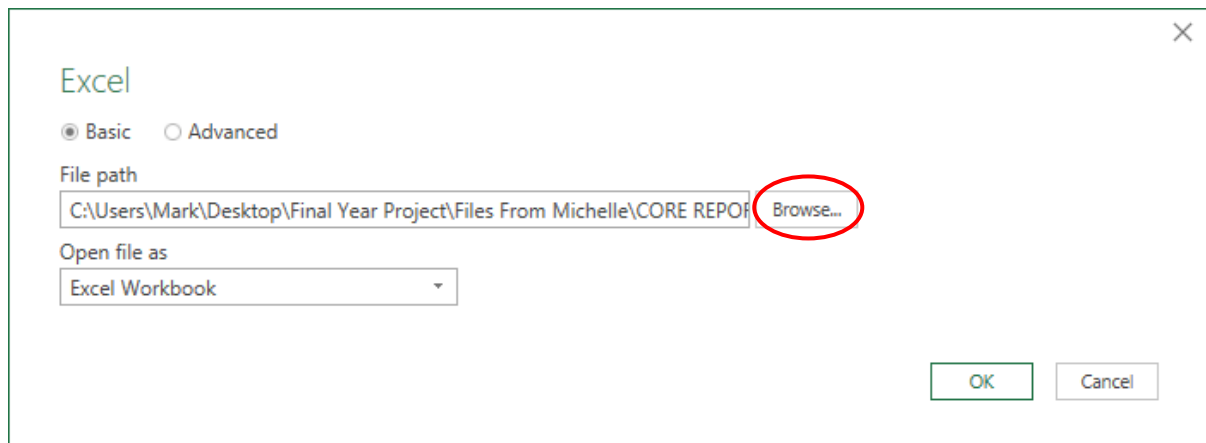 Excel
Basic Advanced
File path
C:\Users\Mark\Desktop\Final Year Project\Files From Michelle\CORE REPOR Browse...
Open file as
Excel Workbook
OK Cancel